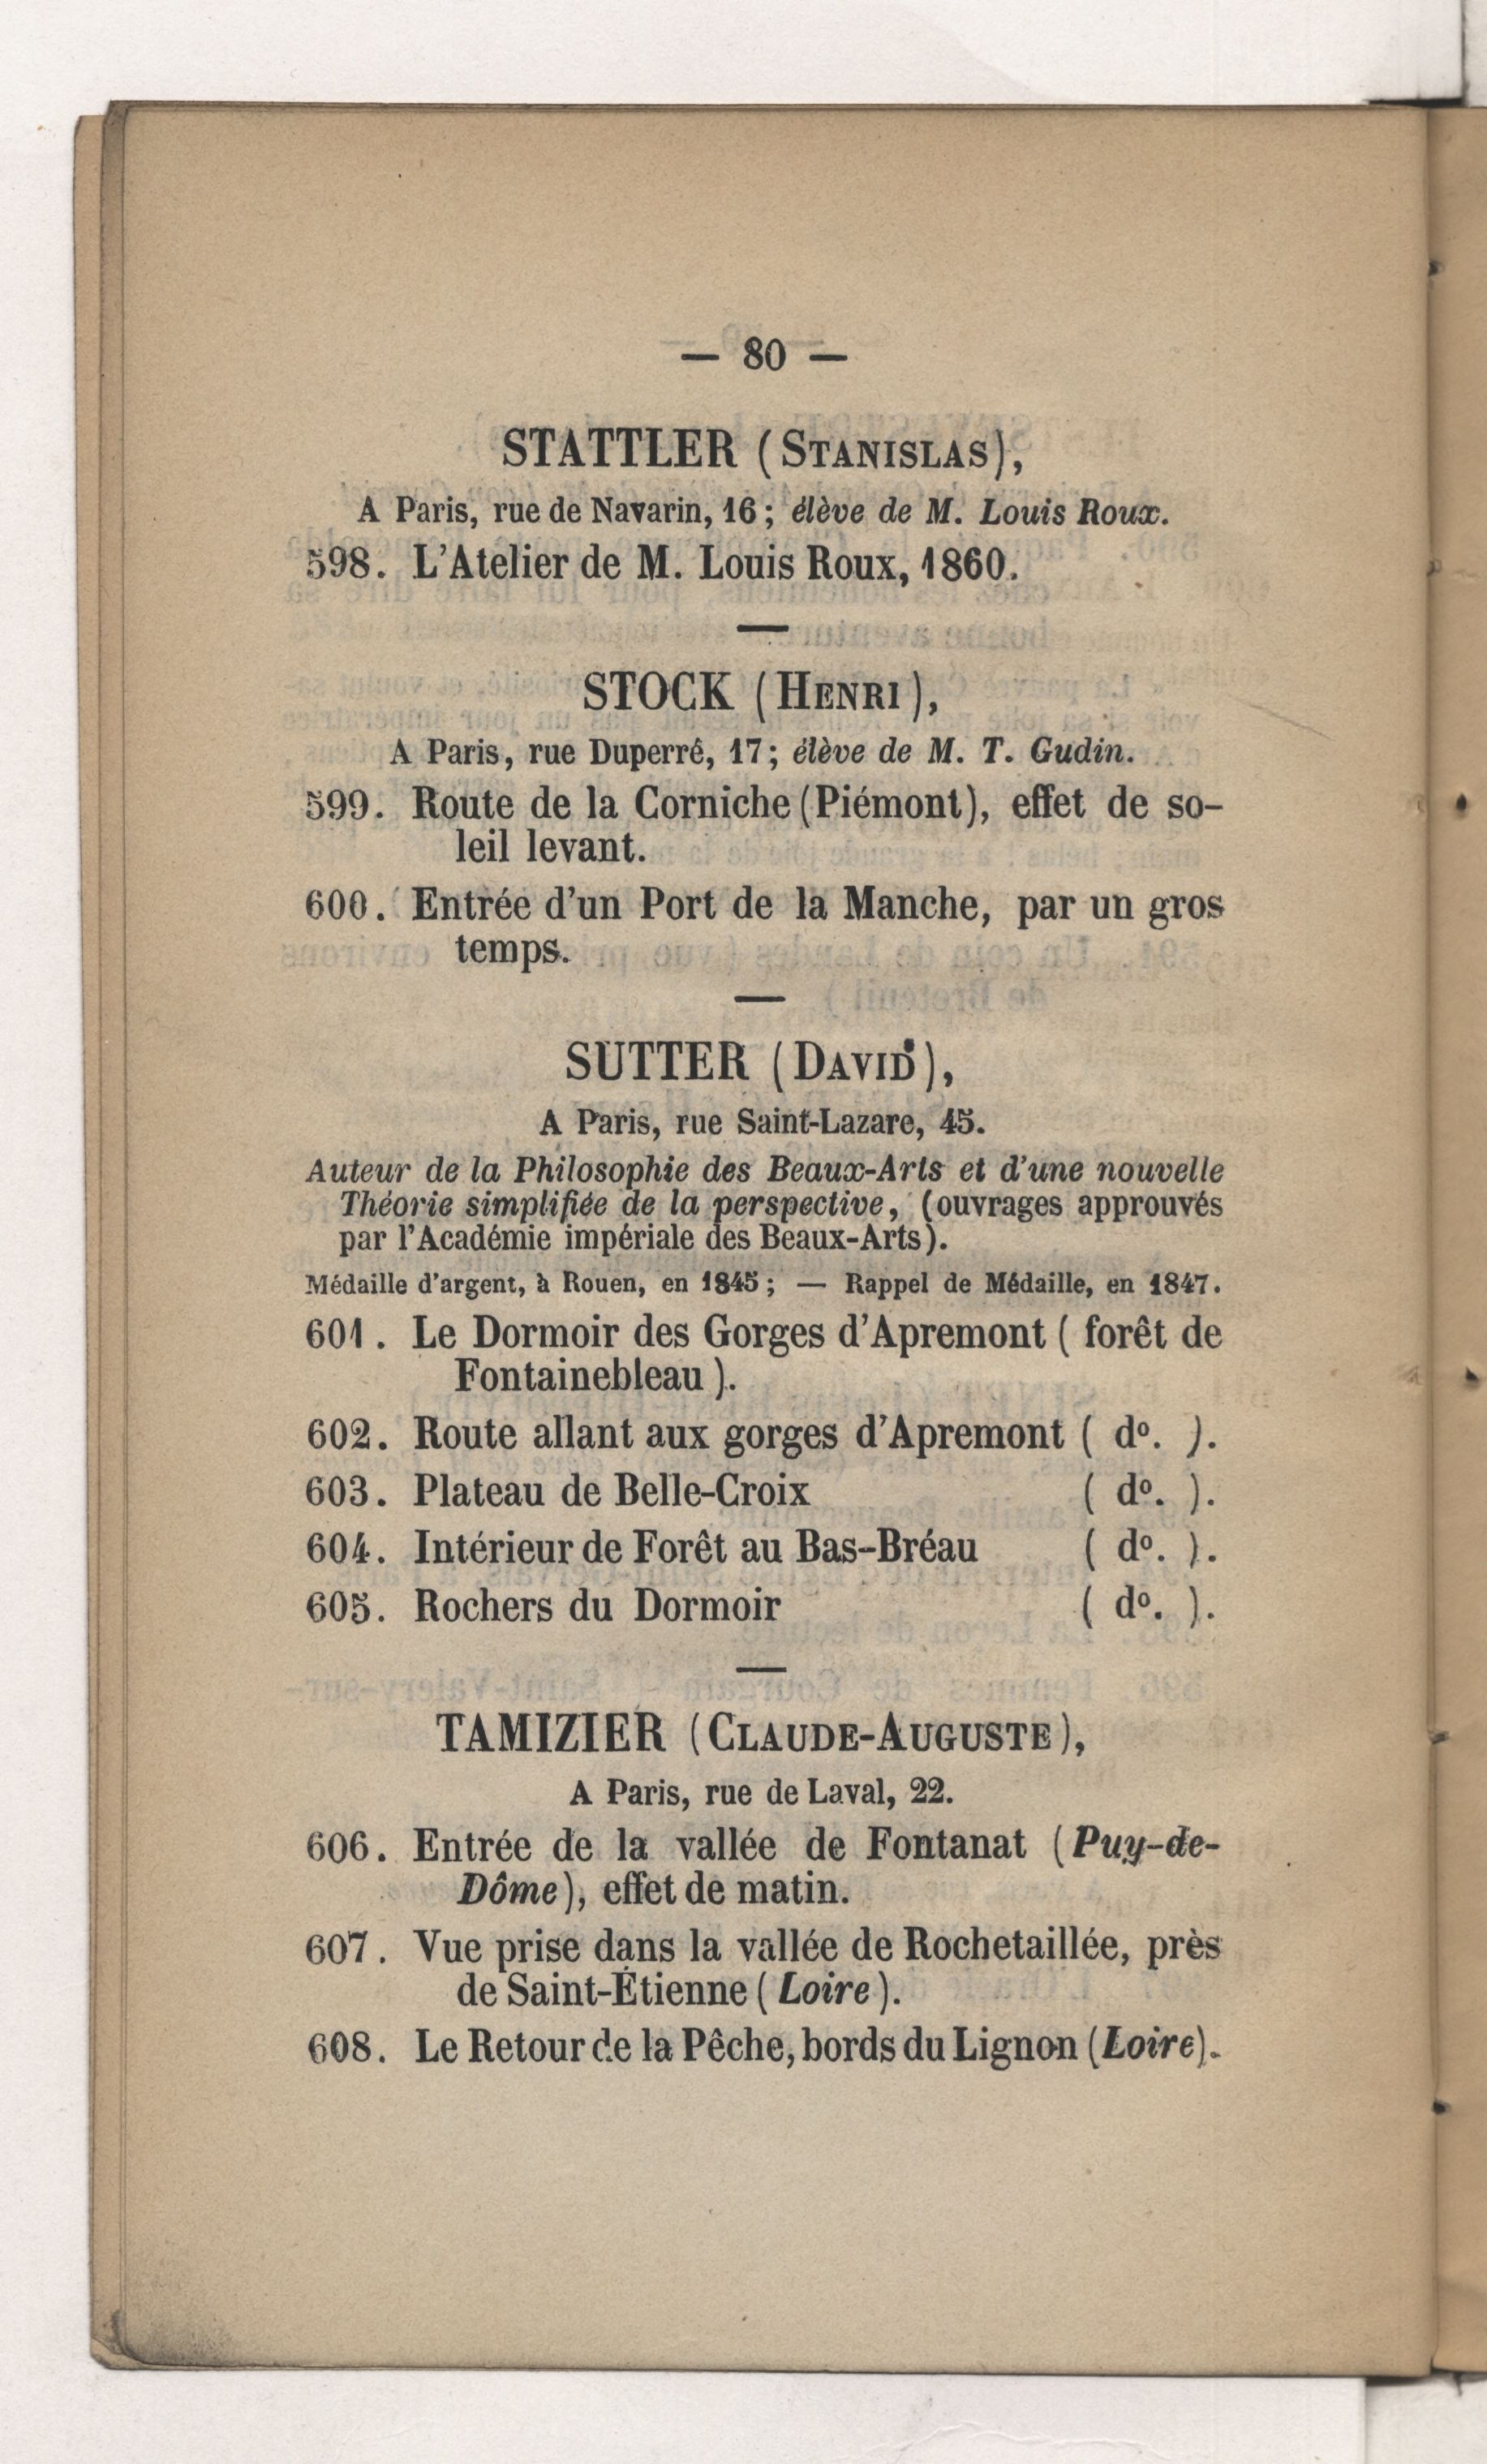 — 80 —
STATTLER (STANISLAS),
A Paris, rue de Navarin, 16; élève de M. Louis Roux.
598. L'Atelier de M. Louis Roux, 1860.
STOCK (HENRI),
A Paris, rue Duperré, 17; élève de M. T. Gudin.
599. Route de la Corniche (Piémont), effet de so-
leil levant.
600. Entrée d'un Port de la Manche, par un gros
temps.
SUTTER (DAVID),
A Paris, rue Saint-Lazare, 45.
Auteur de la Philosophie des Beaux-Arts et d'une nouvelle
Théorie simplifiée de la perspective, (ouvrages approuvés
par l'Académie impériale des Beaux-Arts).
Médaille d'argent, à Rouen, en 1845; — Rappel de Médaille, en 1847.
601. Le Dormoir des Gorges d'Apremont ( forêt de
Fontainebleau ).
602. Route allant aux gorges d'Apremont ( dº. ).
603. Plateau de Belle-Croix ( dº. ).
604. Intérieur de Forêt au Bas-Bréau ( dº. ).
605. Rochers du Dormoir ( dº. ).
TAMIZIER (CLAUDE-AUGUSTE),
A Paris, rue de Laval, 22.
606. Entrée de la vallée de Fontanat (Puy-de-
Dôme), effet de matin.
607. Vue prise dans la vallée de Rochetaillée, près
de Saint-Étienne (Loire).
608. Le Retour de la Pêche, bords du Lignon (Loire).